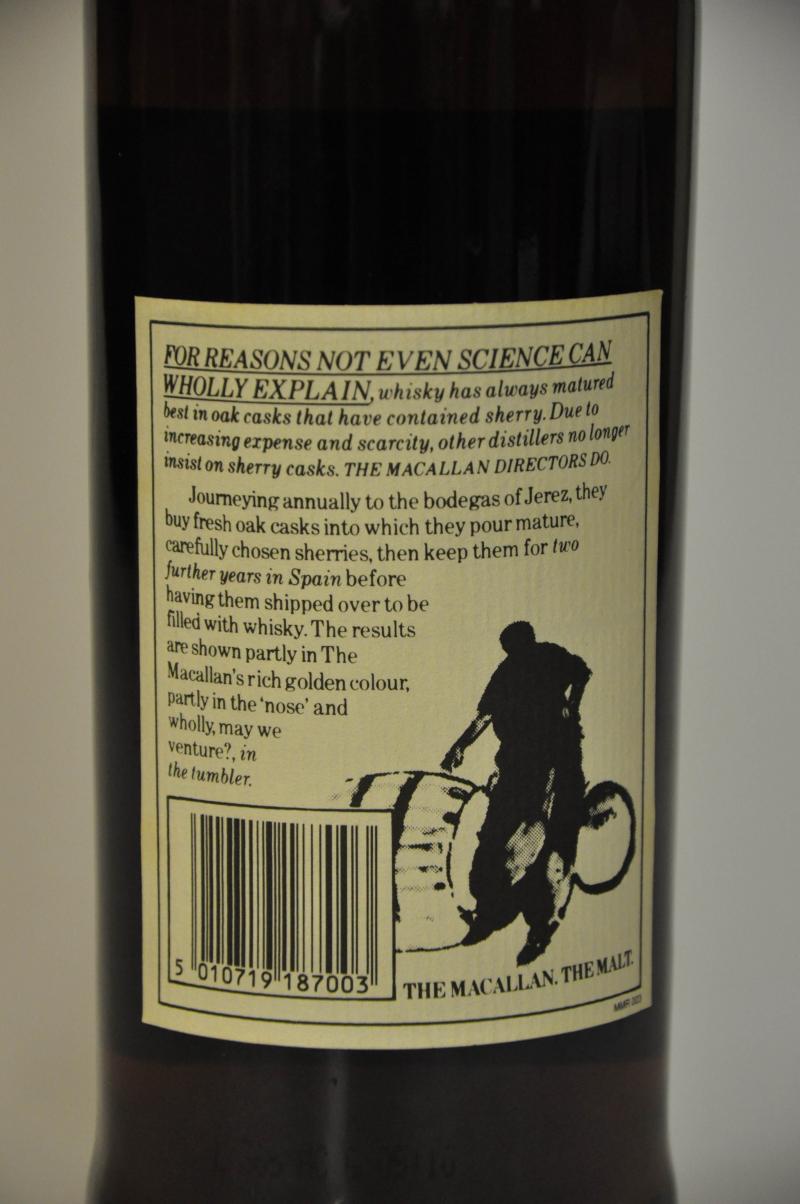 FOR REASONS NOT EVEN SCIENCE CAN
WHOLLY EXPLAIN, whisky has always matured
best in oak casks that have contained sherry. Due to
increasing expense and scarcity, other distillers no longer
insist on sherry casks. THE MACALLAN DIRECTORS DO.
Journeying annually to the bodegas of Jerez, they
buy fresh oak casks into which they pour mature,
carefully chosen sherries, then keep them for two
further years in Spain before
having them shipped over to be
filled with whisky. The results
are shown partly in The
Macallan's rich golden colour,
partly in the 'nose' and
wholly, may we
venture?, in
the tumbler.
5 010719 187003
THE MACALLAN. THE MALT.